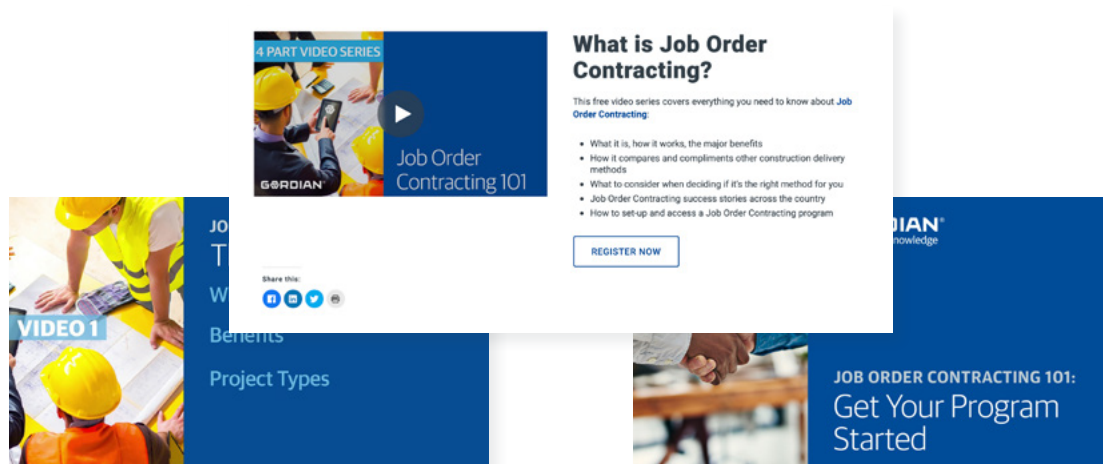 4 PART VIDEO SERIES
Job Order
Contracting 101
GORDIAN
What is Job Order
Contracting?
This free video series covers everything you need to know about Job
Order Contracting:
• What it is, how it works, the major benefits
• How it compares and compliments other construction delivery
methods
• What to consider when deciding if it's the right method for you
• Job Order Contracting success stories across the country
• How to set-up and access a Job Order Contracting program
REGISTER NOW
Share this:
VIDEO 1
Benefits
Project Types
JOB ORDER CONTRACTING 101:
Get Your Program
Started